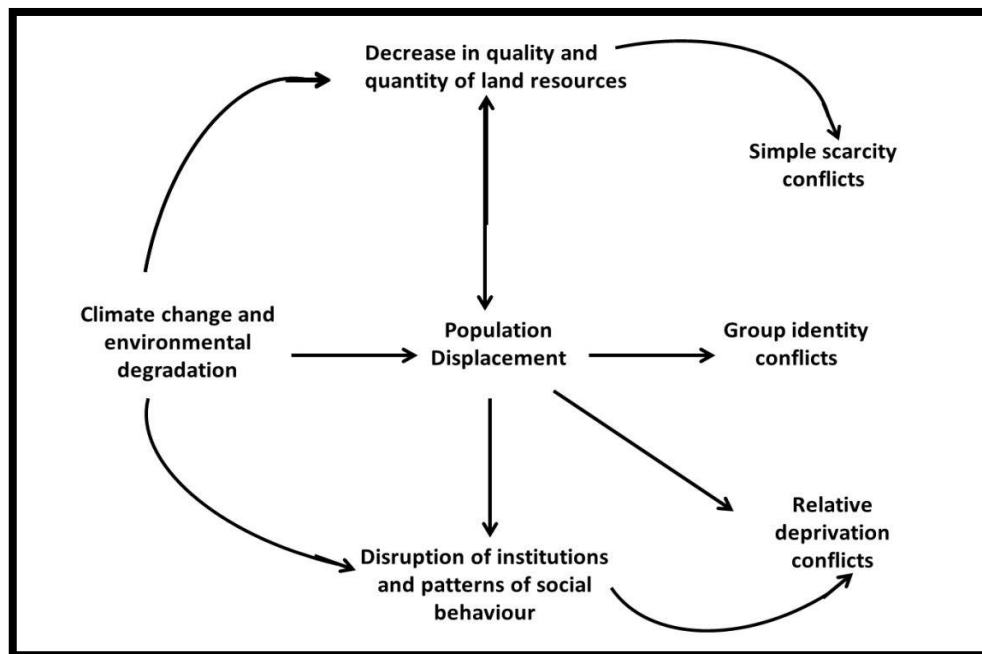 Decrease in quality and
quantity of land resources
Simple scarcity
conflicts
Climate change and
environmental
degradation
Population
Displacement
Group identity
conflicts
Relative
deprivation
conflicts
Disruption of institutions
and patterns of social
behaviour